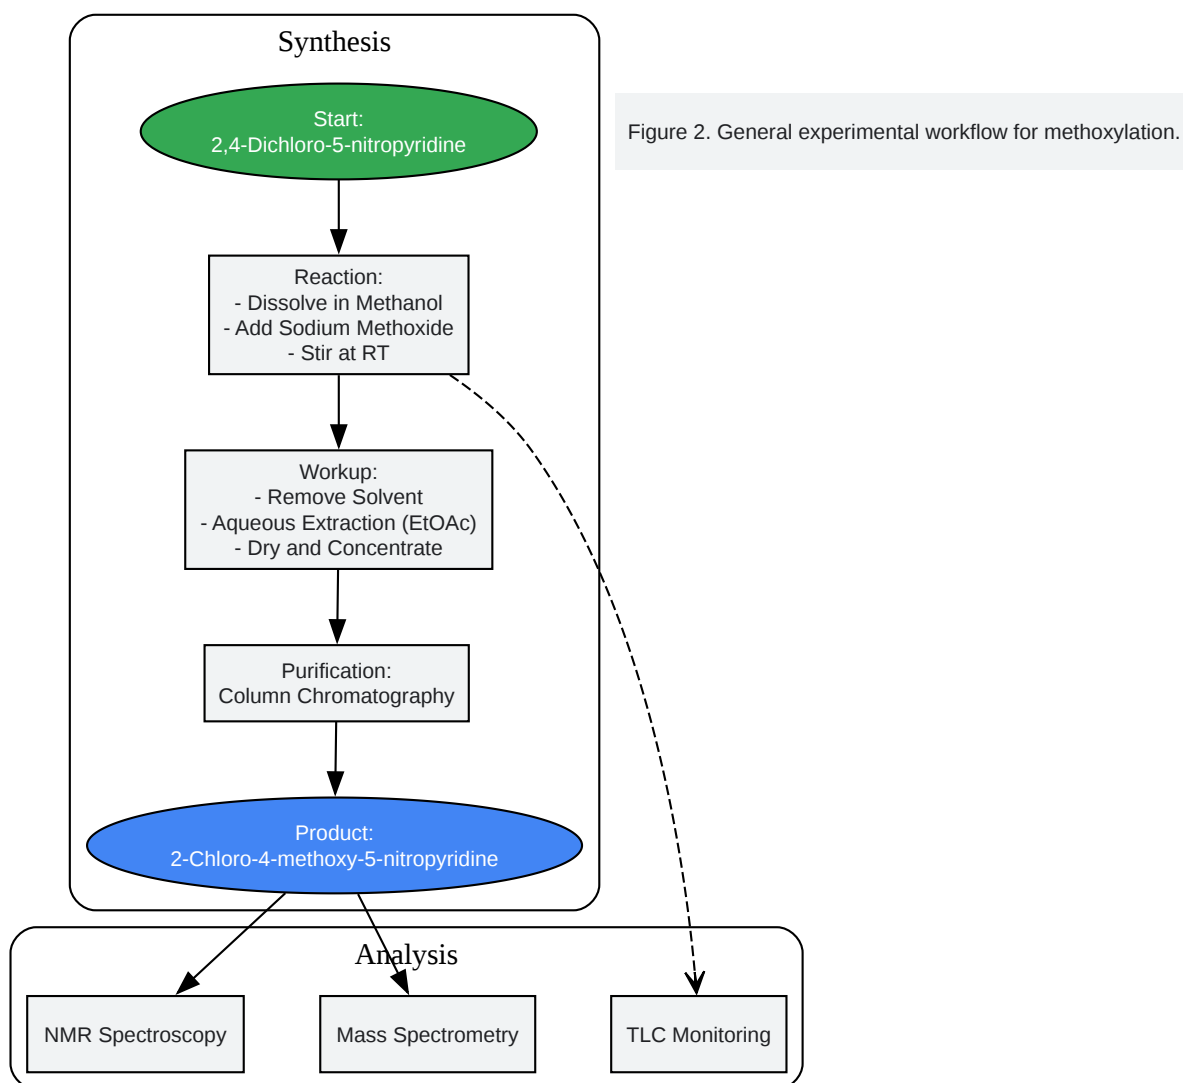 Synthesis
Start:
2,4-Dichloro-5-nitropyridine
Figure 2. General experimental workflow for methoxylation.
Reaction:
- Dissolve in Methanol
- Add Sodium Methoxide
- Stir at RT
Workup:
- Remove Solvent
- Aqueous Extraction (EtOAc)
- Dry and Concentrate
Purification:
Column Chromatography
Product:
2-Chloro-4-methoxy-5-nitropyridine
Analysis
NMR Spectroscopy
Mass Spectrometry
TLC Monitoring